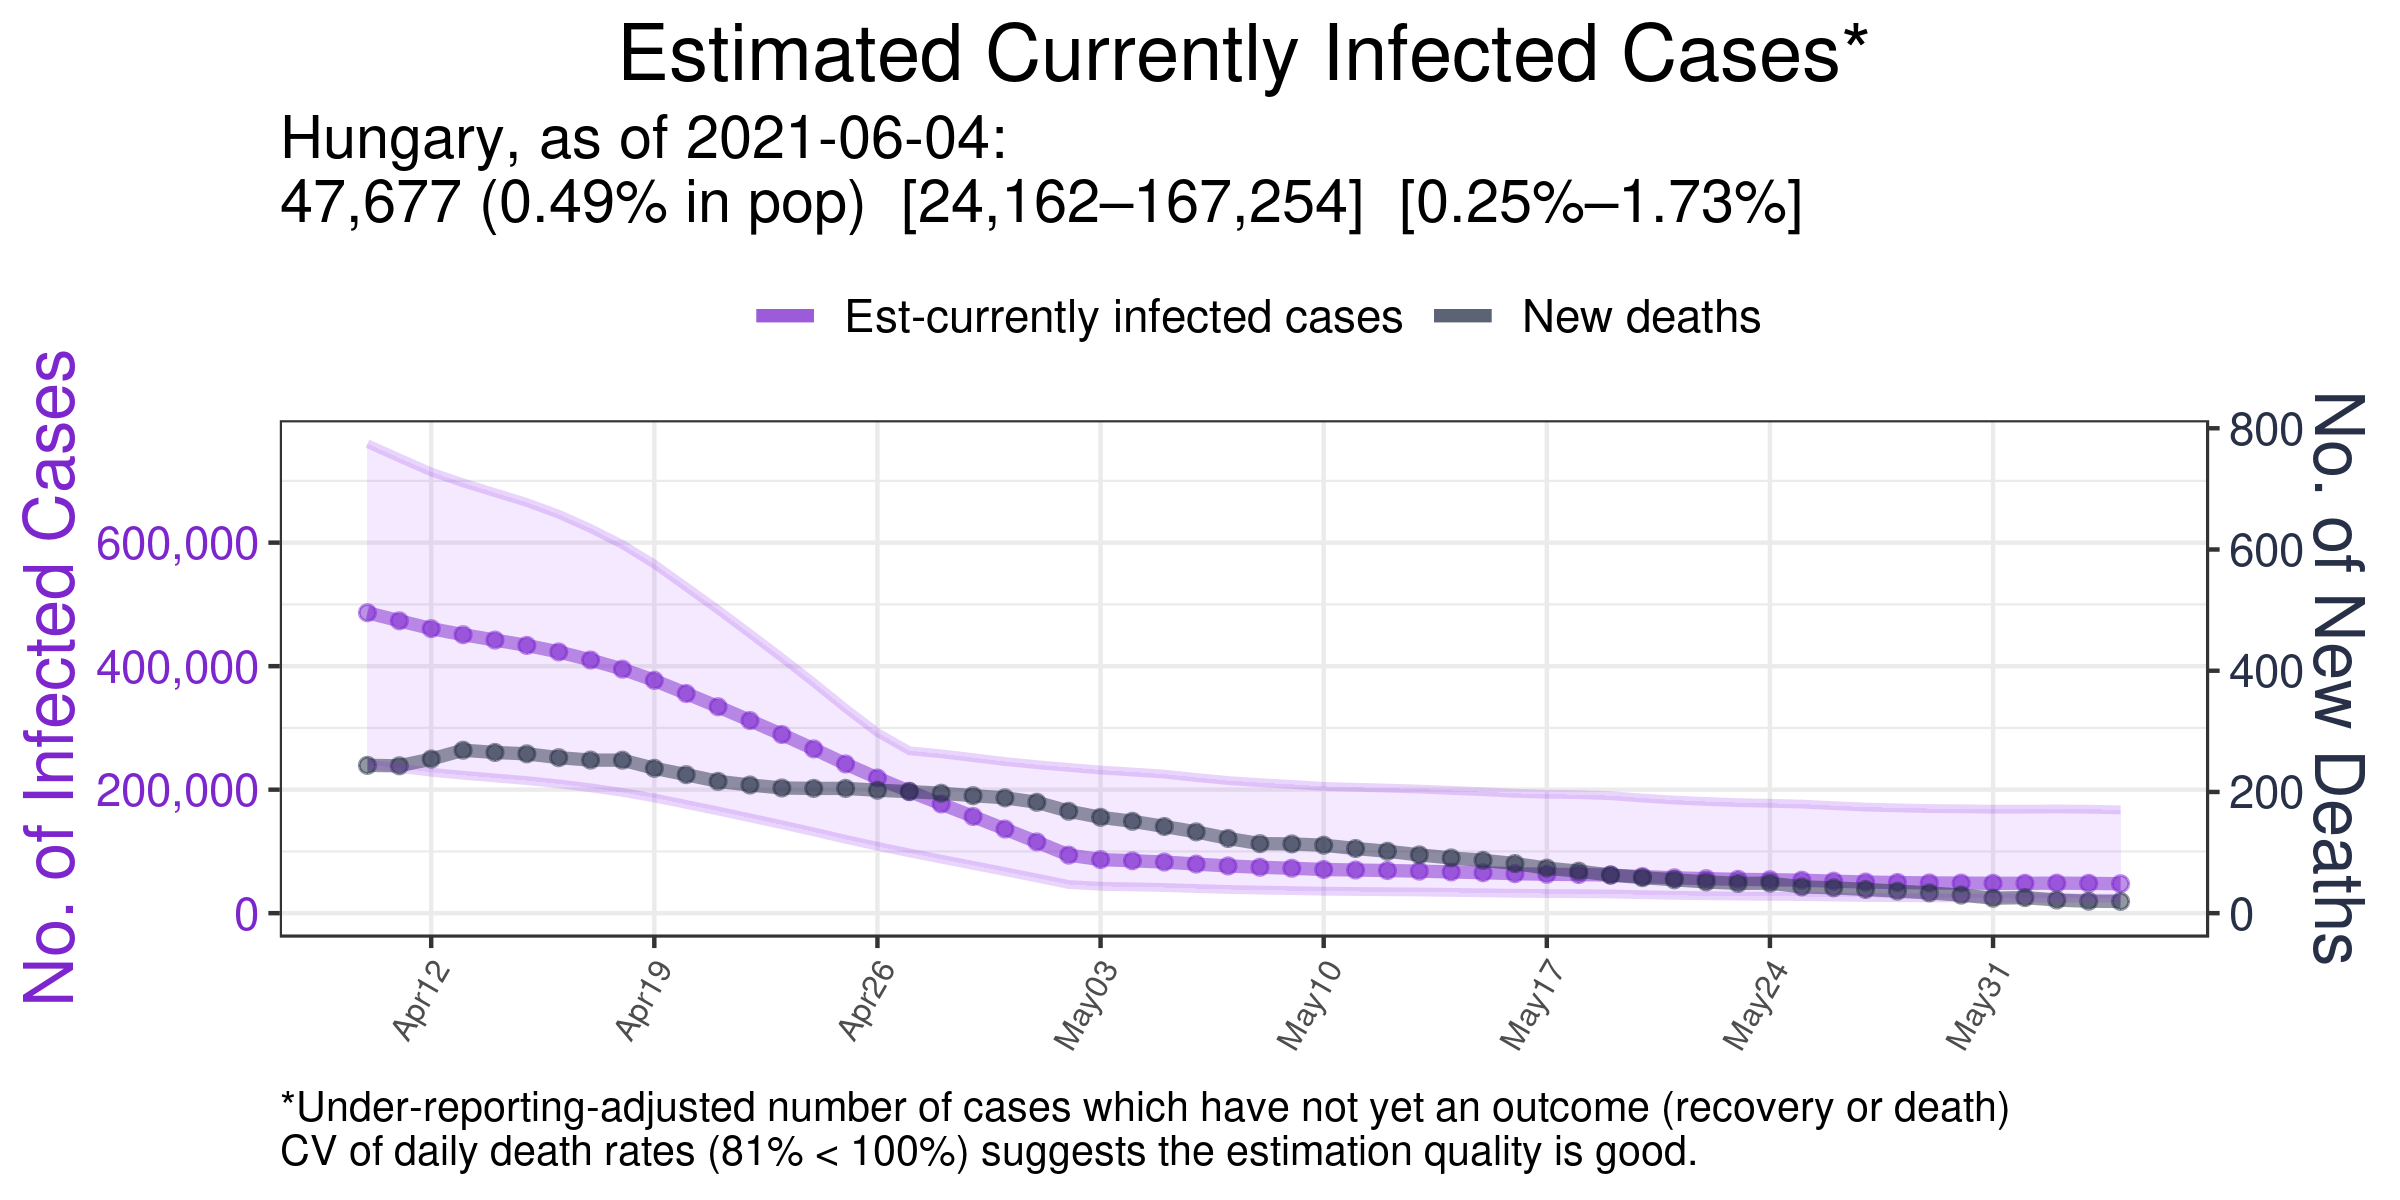 Estimated Currently Infected Cases*
Hungary, as of 2021-06-04:
47,677 (0.49% in pop)  [24,162–167,254]  [0.25%–1.73%]
Est-currently infected cases
New deaths
No. of Infected Cases
600,000
400,000
200,000
0
800
600
400
200
0
No. of New Deaths
Apr12
Apr19
Apr26
May03
May10
May17
May24
May31
*Under-reporting-adjusted number of cases which have not yet an outcome (recovery or death)
CV of daily death rates (81% < 100%) suggests the estimation quality is good.